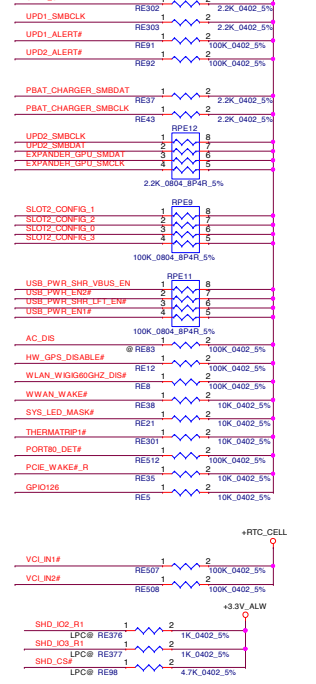 RE302 2.2K_0402_5%
UPD1_SMBCLK 1 2
RE303 2.2K_0402_5%
UPD1_ALERT# 1 2
RE91 100K_0402_5%
UPD2_ALERT# 1 2
RE92 100K_0402_5%
PBAT_CHARGER_SMBDAT 1 2
RE37 2.2K_0402_5%
PBAT_CHARGER_SMBCLK 1 2
RE43 2.2K_0402_5%
RPE12
UPD2_SMBCLK 1 8
UPD2_SMBDAT 2 7
EXPANDER_GPU_SMDAT 3 6
EXPANDER_GPU_SMCLK 4 5
2.2K_0804_8P4R_5%
RPE9
SLOT2_CONFIG_1 1 8
SLOT2_CONFIG_2 2 7
SLOT2_CONFIG_0 3 6
SLOT2_CONFIG_3 4 5
100K_0804_8P4R_5%
RPE11
USB_PWR_SHR_VBUS_EN 1 8
USB_PWR_EN2# 2 7
USB_PWR_SHR_LFT_EN# 3 6
USB_PWR_EN1# 4 5
100K_0804_8P4R_5%
AC_DIS 1 2
@ RE83 100K_0402_5%
HW_GPS_DISABLE# 1 2
RE12 100K_0402_5%
WLAN_WIGIG60GHZ_DIS# 1 2
RE8 100K_0402_5%
WWAN_WAKE# 1 2
RE38 10K_0402_5%
SYS_LED_MASK# 1 2
RE21 10K_0402_5%
THERMATRIP1# 1 2
RE301 10K_0402_5%
PORT80_DET# 1 2
RE512 100K_0402_5%
PCIE_WAKE#_R 1 2
RE35 10K_0402_5%
GPIO126 1 2
RE5 100K_0402_5%
+RTC_CELL
VCI_IN1# 1 2
RE507 100K_0402_5%
VCI_IN2# 1 2
RE508 100K_0402_5%
+3.3V_ALW
SHD_IO2_R1 1 2
LPC@ RE376 1K_0402_5%
SHD_IO3_R1 1 2
LPC@ RE377 1K_0402_5%
SHD_CS# 1 2
LPC@ RE98 4.7K_0402_5%